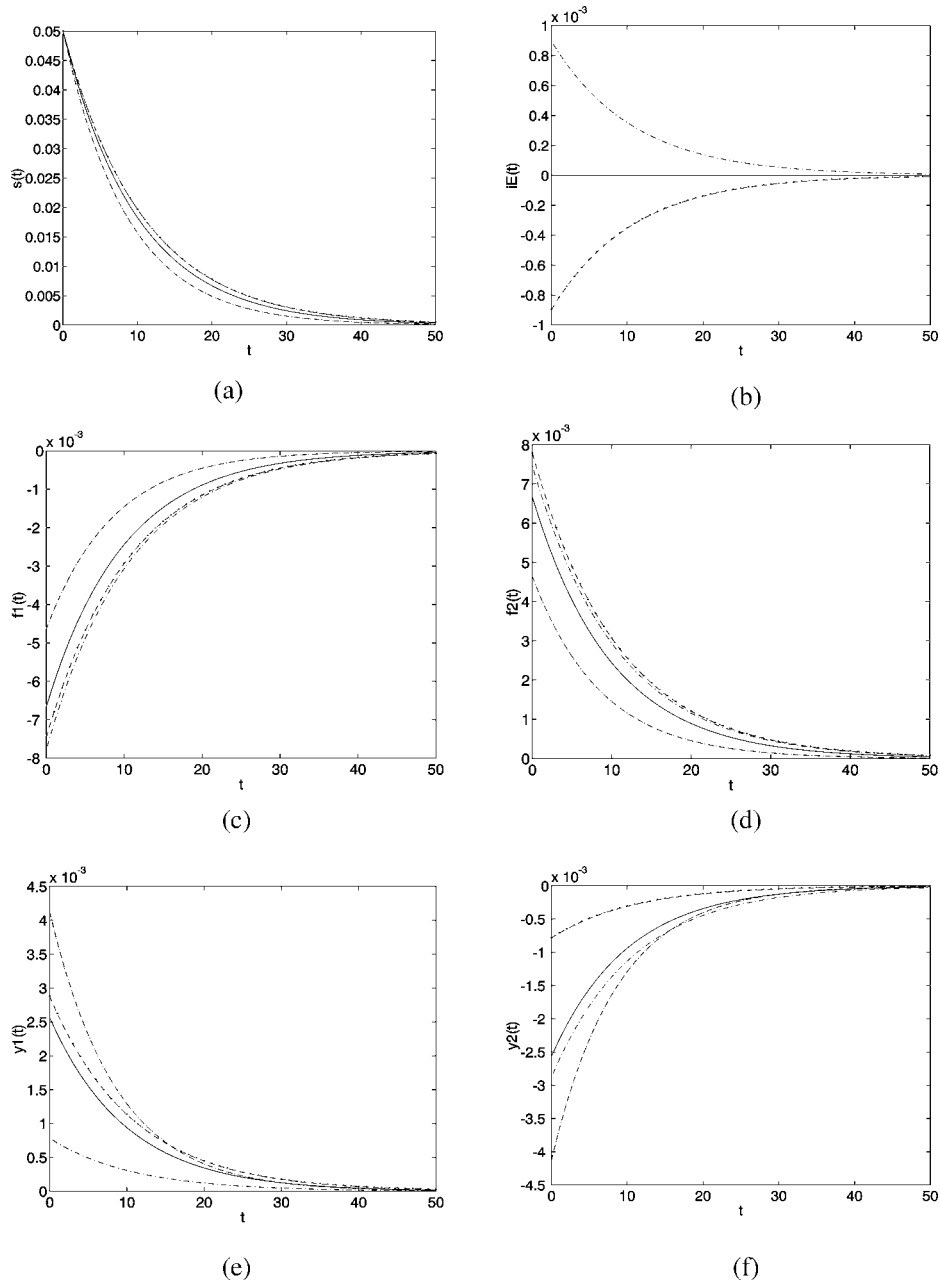 0.05
0.045
0.04
0.035
0.03
0.025
0.02
0.015
0.01
0.005
0
s(t)
0 10 20 30 40 50
t
(a)
x 10-3
1
0.8
0.6
0.4
0.2
0
-0.2
-0.4
-0.6
-0.8
-1
iE(t)
0 10 20 30 40 50
t
(b)
x 10-3
0
-1
-2
-3
-4
-5
-6
-7
-8
f1(t)
0 10 20 30 40 50
t
(c)
x 10-3
8
7
6
5
4
3
2
1
0
f2(t)
0 10 20 30 40 50
t
(d)
x 10-3
4.5
4
3.5
3
2.5
2
1.5
1
0.5
0
y1(t)
0 10 20 30 40 50
t
(e)
x 10-3
0
-0.5
-1
-1.5
-2
-2.5
-3
-3.5
-4
-4.5
y2(t)
0 10 20 30 40 50
t
(f)